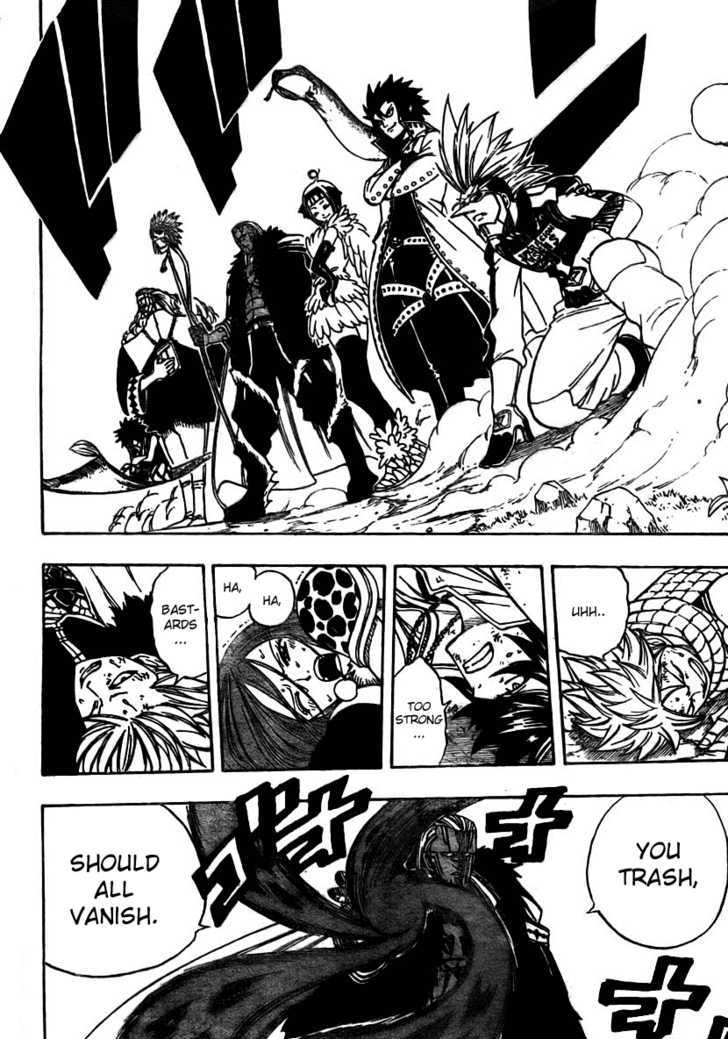 UHH..
TOO
STRONG
...
HA,
HA,
BAST-
ARDS
...
YOU
TRASH,
SHOULD
ALL
VANISH.